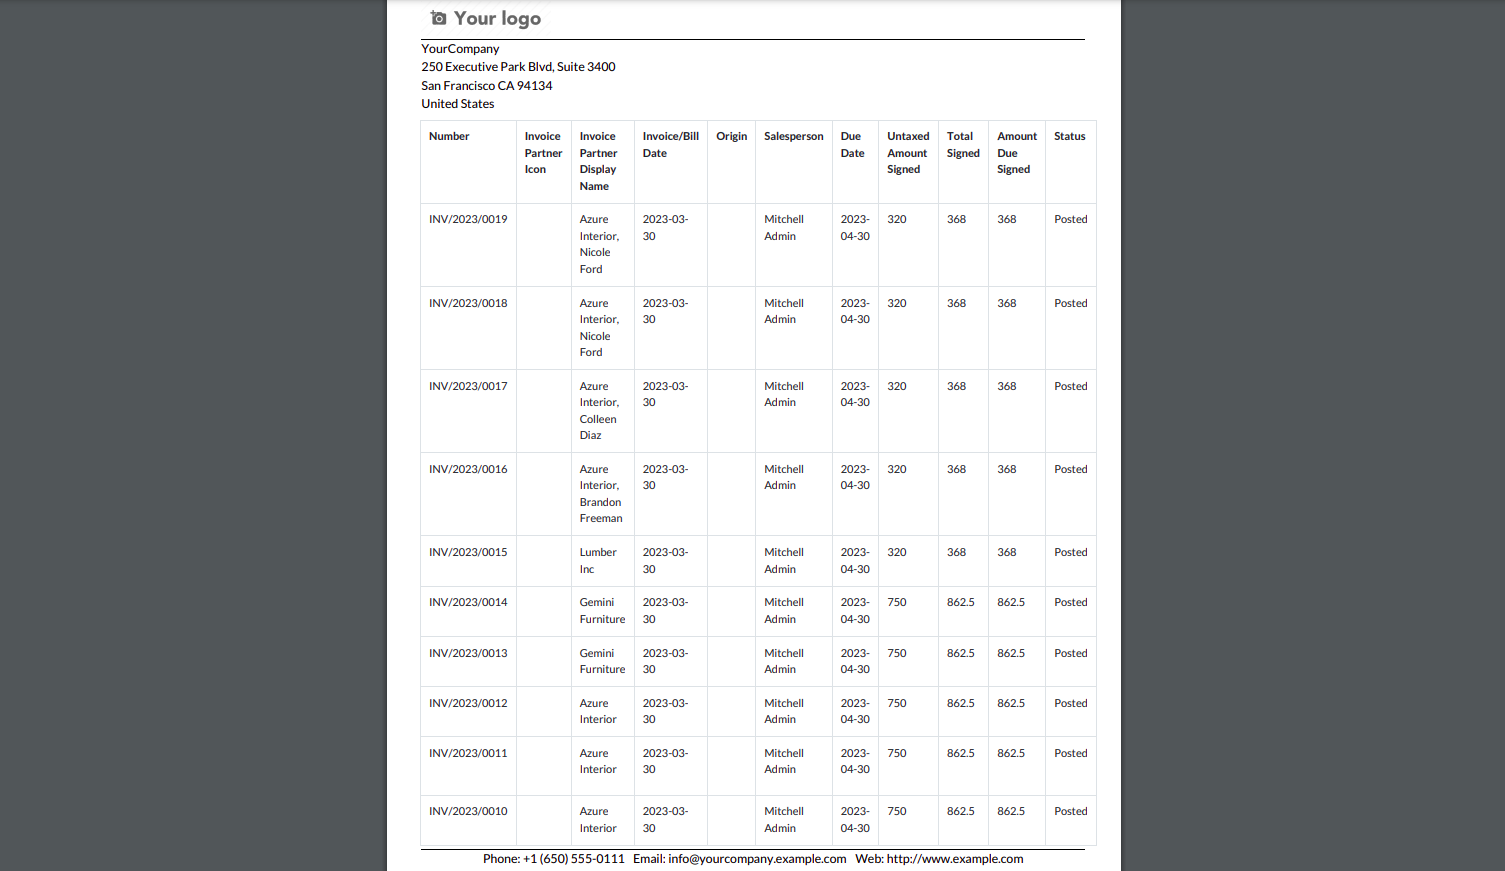 Your logo
YourCompany
250 Executive Park Blvd, Suite 3400
San Francisco CA 94134
United States
Number Invoice Partner Icon Invoice Partner Display Name Invoice/Bill Date Origin Salesperson Due Date Untaxed Amount Signed Total Signed Amount Due Signed Status
INV/2023/0019 Azure Interior, Nicole Ford 2023-03-30 Mitchell Admin 2023-04-30 320 368 368 Posted
INV/2023/0018 Azure Interior, Nicole Ford 2023-03-30 Mitchell Admin 2023-04-30 320 368 368 Posted
INV/2023/0017 Azure Interior, Colleen Diaz 2023-03-30 Mitchell Admin 2023-04-30 320 368 368 Posted
INV/2023/0016 Azure Interior, Brandon Freeman 2023-03-30 Mitchell Admin 2023-04-30 320 368 368 Posted
INV/2023/0015 Lumber Inc 2023-03-30 Mitchell Admin 2023-04-30 320 368 368 Posted
INV/2023/0014 Gemini Furniture 2023-03-30 Mitchell Admin 2023-04-30 750 862.5 862.5 Posted
INV/2023/0013 Gemini Furniture 2023-03-30 Mitchell Admin 2023-04-30 750 862.5 862.5 Posted
INV/2023/0012 Azure Interior 2023-03-30 Mitchell Admin 2023-04-30 750 862.5 862.5 Posted
INV/2023/0011 Azure Interior 2023-03-30 Mitchell Admin 2023-04-30 750 862.5 862.5 Posted
INV/2023/0010 Azure Interior 2023-03-30 Mitchell Admin 2023-04-30 750 862.5 862.5 Posted
Phone: +1 (650) 555-0111 Email: info@yourcompany.example.com Web: http://www.example.com